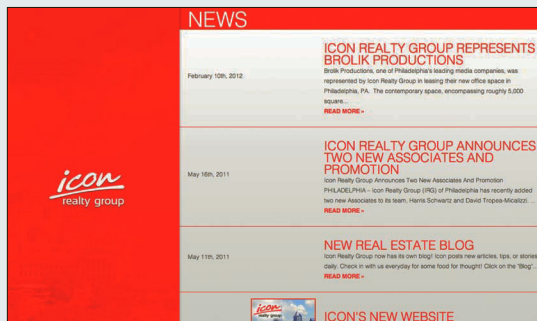 NEWS
icon
realty group
February 10th, 2012
ICON REALTY GROUP REPRESENTS
BROLIK PRODUCTIONS
Brolik Productions, one of Philadelphia's leading media companies, was
represented by Icon Realty Group in leasing their new office space in
Philadelphia, PA. The contemporary space, encompassing roughly 5,000
square...
READ MORE »
May 16th, 2011
ICON REALTY GROUP ANNOUNCES
TWO NEW ASSOCIATES AND
PROMOTION
Icon Realty Group Announces Two New Associates And Promotion
PHILADELPHIA – Icon Realty Group (IRG) of Philadelphia has recently added
two new Associates to its team, Harris Schwartz and David Tropea-Micalizzi. ...
READ MORE »
May 11th, 2011
NEW REAL ESTATE BLOG
Icon Realty Group now has its own blog! Icon posts new articles, tips, or stories
daily. Check in with us everyday for some food for thought! Click on the "Blog"...
READ MORE »
icon
realty group
ICON'S NEW WEBSITE